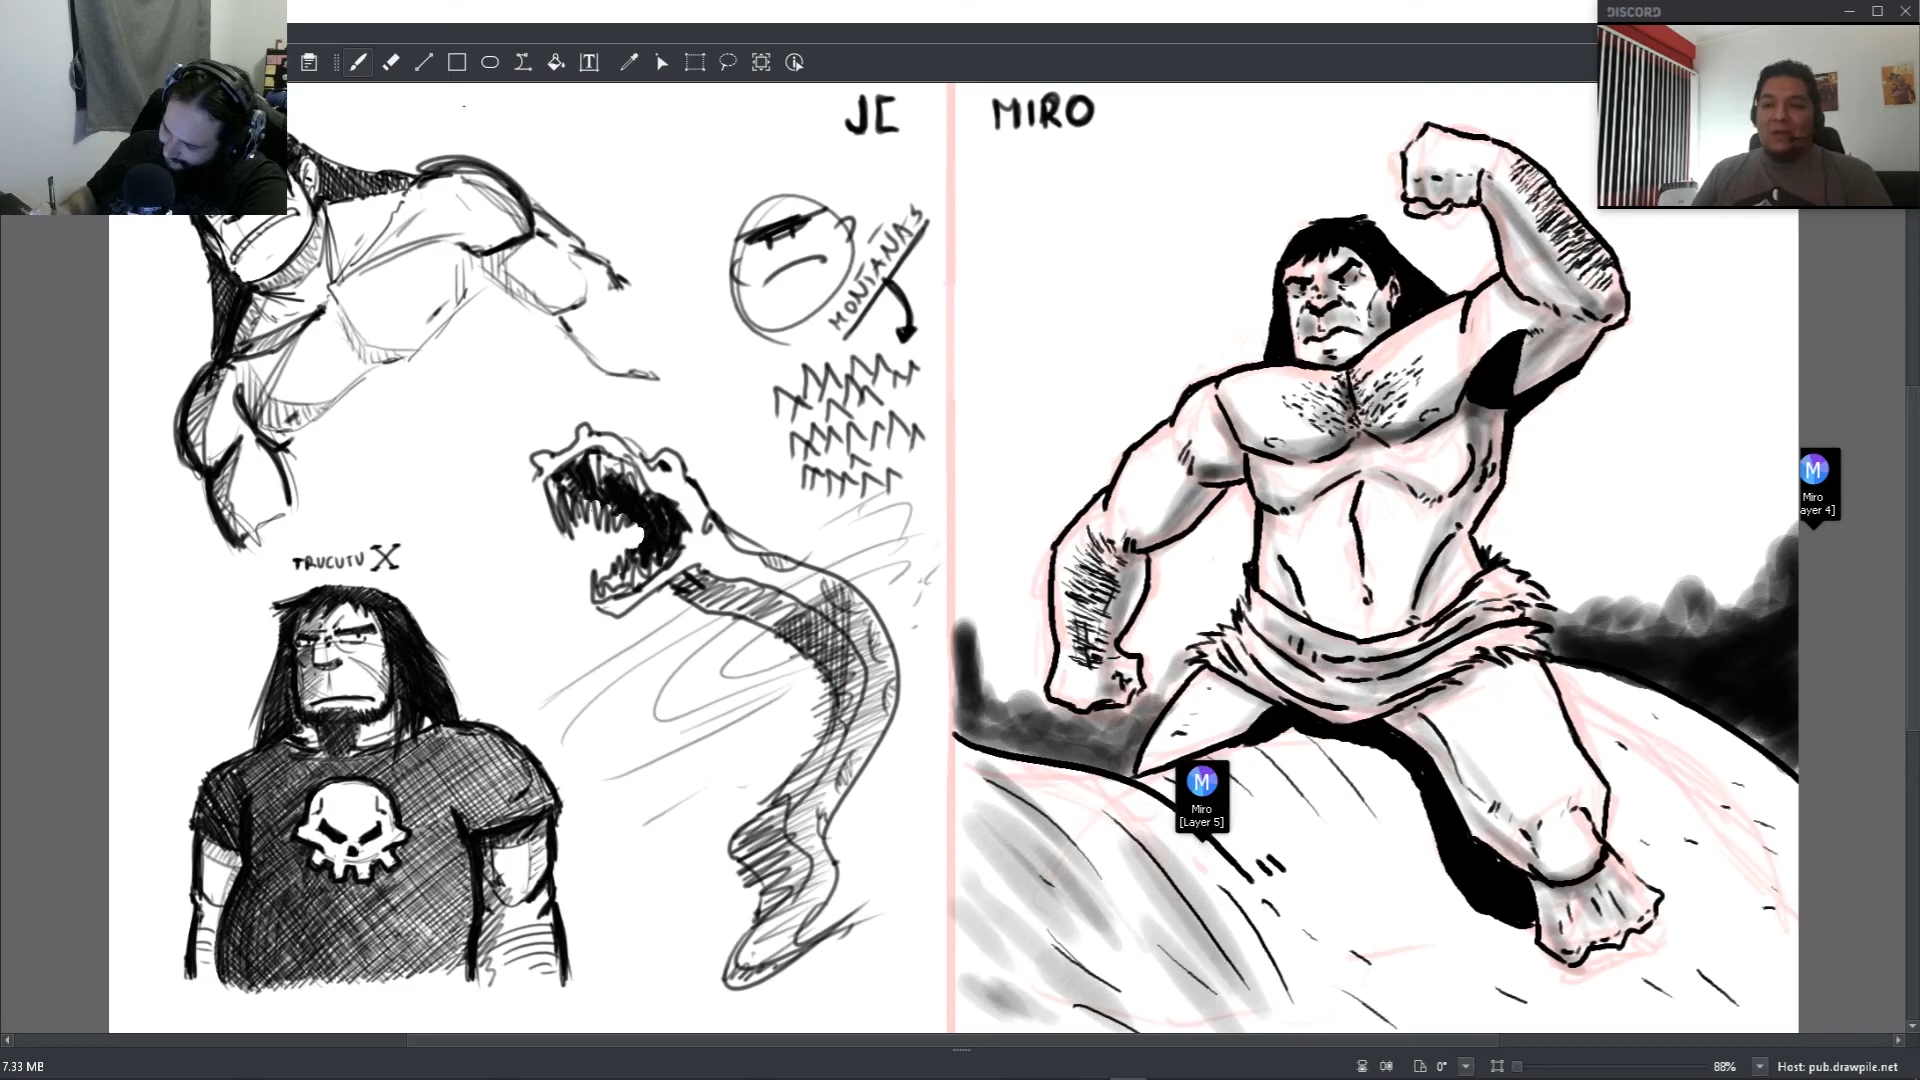 DISCORD
JC
MIRO
MONTAÑA-S
TRUCUTU X
M
Miro
ayer 4]
M
Miro
[Layer 5]
7.33 MB
0°
88%
Host: pub.drawpile.net